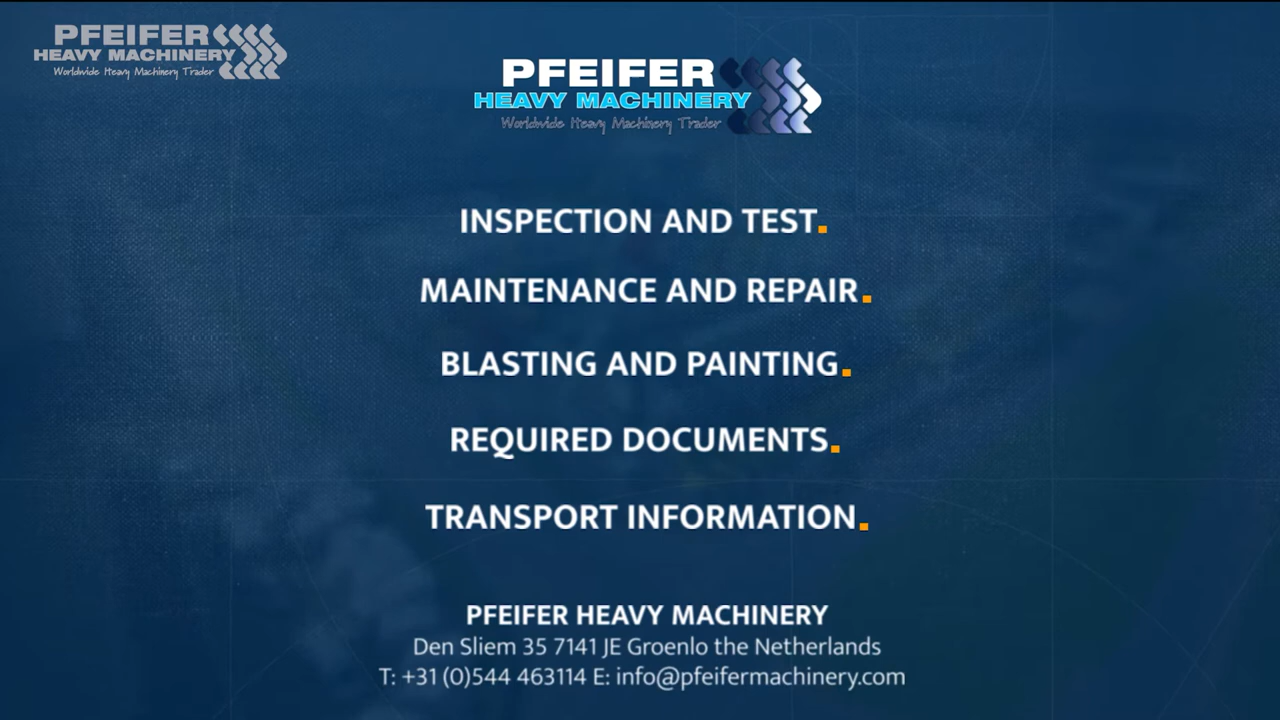 PFEIFER
HEAVY MACHINERY
Worldwide Heavy Machinery Trader
PFEIFER
HEAVY MACHINERY
Worldwide Heavy Machinery Trader
INSPECTION AND TEST.
MAINTENANCE AND REPAIR.
BLASTING AND PAINTING.
REQUIRED DOCUMENTS.
TRANSPORT INFORMATION.
PFEIFER HEAVY MACHINERY
Den Sliem 35 7141 JE Groenlo the Netherlands
T: +31 (0)544 463114 E: info@pfeifermachinery.com